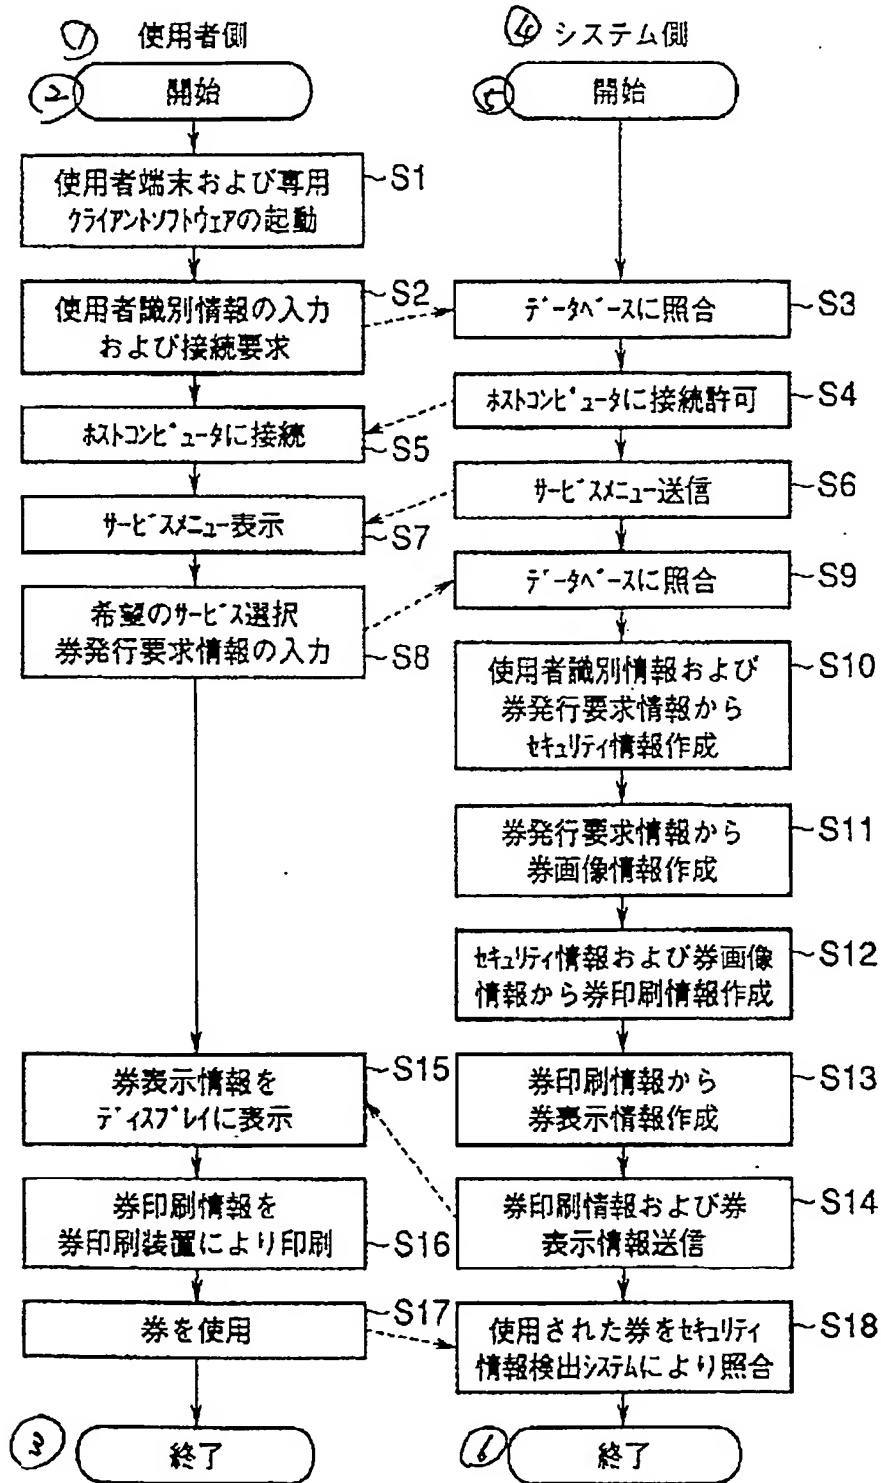 ① 使用者側
② 開始
使用者端末および専用
クライアントソフトウェアの起動
S1
使用者識別情報の入力
および接続要求
S2
ホストコンピュータに接続
S5
サービスメニュー表示
S7
希望のサービス選択
券発行要求情報の入力
S8
券表示情報を
ディスプレイに表示
S15
券印刷情報を
券印刷装置により印刷
S16
券を使用
S17
③ 終了
④ システム側
⑤ 開始
データベースに照合
S3
ホストコンピュータに接続許可
S4
サービスメニュー送信
S6
データベースに照合
S9
使用者識別情報および
券発行要求情報から
セキュリティ情報作成
S10
券発行要求情報から
券画像情報作成
S11
セキュリティ情報および券画像
情報から券印刷情報作成
S12
券印刷情報から
券表示情報作成
S13
券印刷情報および券
表示情報送信
S14
使用された券をセキュリティ
情報検出システムにより照合
S18
⑥ 終了